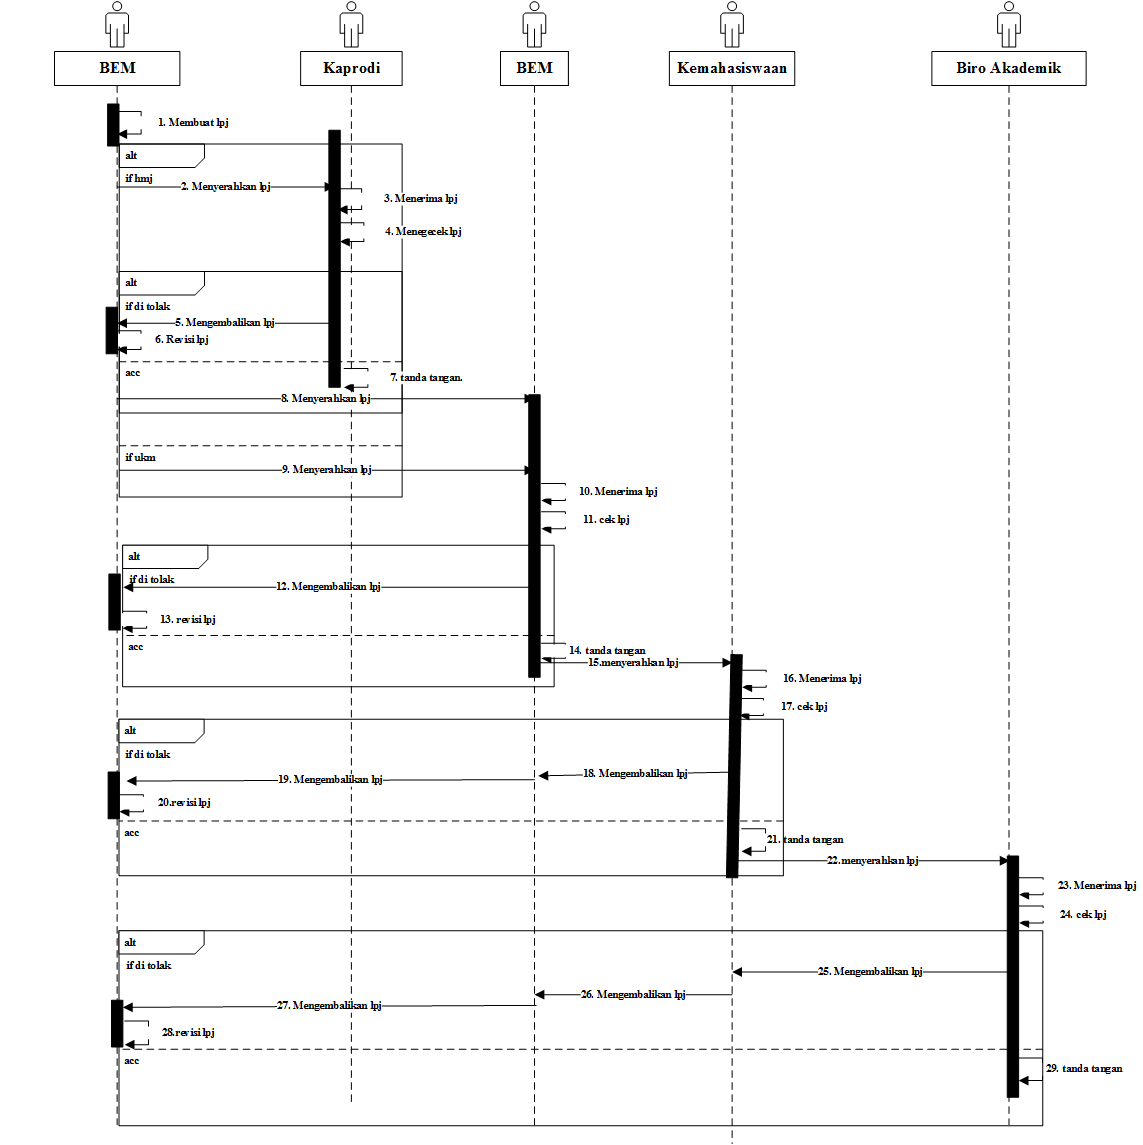 BEM
Kaprodi
BEM
Kemahasiswaan
Biro Akademik
1. Membuat lpj
alt
if hmj
2. Menyerahkan lpj
3. Menerima lpj
4. Menegecek lpj
alt
if di tolak
5. Mengembalikan lpj
6. Revisi lpj
acc
7. tanda tangan.
8. Menyerahkan lpj
if ukm
9. Menyerahkan lpj
10. Menerima lpj
11. cek lpj
alt
if di tolak
12. Mengembalikan lpj
13. revisi lpj
acc
14. tanda tangan
15.menyerahkan lpj
16. Menerima lpj
17. cek lpj
alt
if di tolak
18. Mengembalikan lpj
19. Mengembalikan lpj
20.revisi lpj
acc
21. tanda tangan
22.menyerahkan lpj
23. Menerima lpj
24. cek lpj
alt
if di tolak
25. Mengembalikan lpj
26. Mengembalikan lpj
27. Mengembalikan lpj
28.revisi lpj
acc
29. tanda tangan